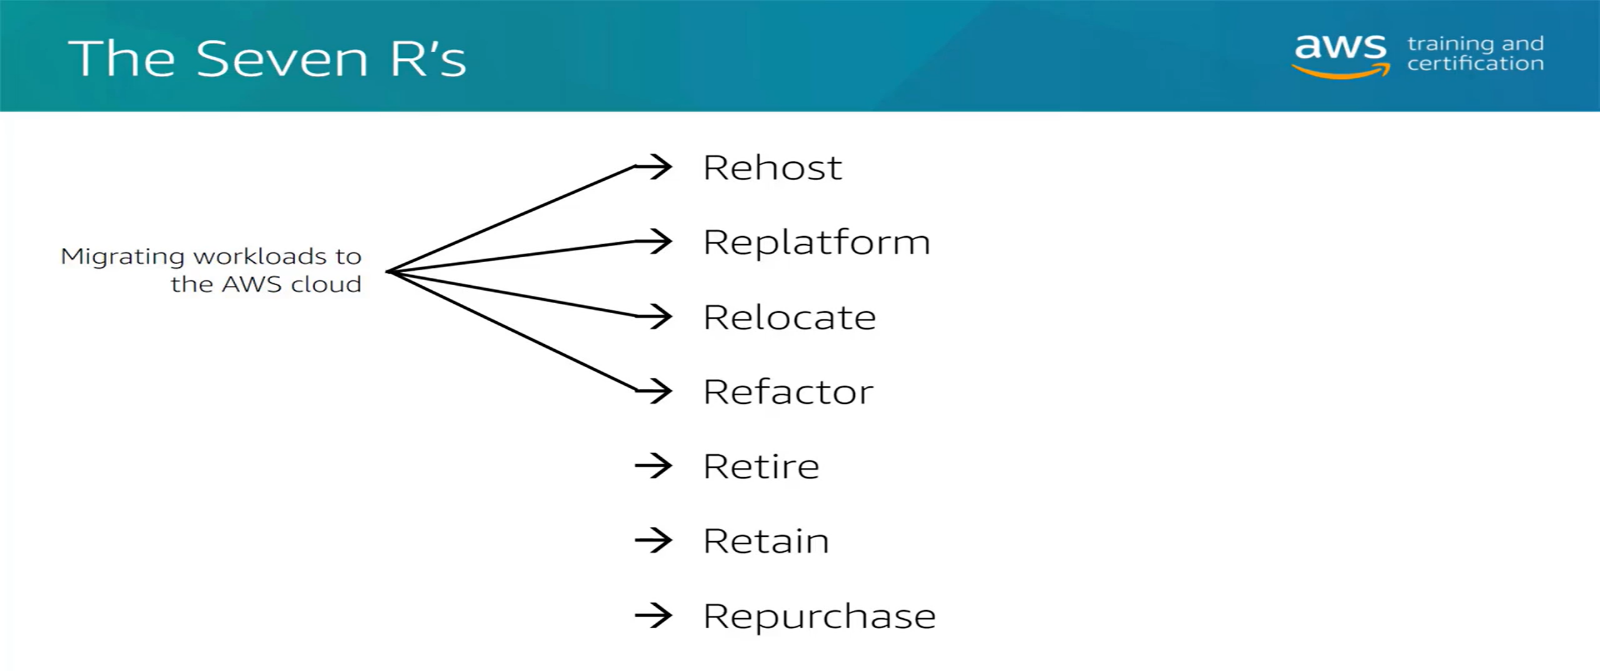 The Seven R's
aws training and
certification
Rehost
Replatform
Migrating workloads to
the AWS cloud
Relocate
Refactor
Retire
Retain
Repurchase